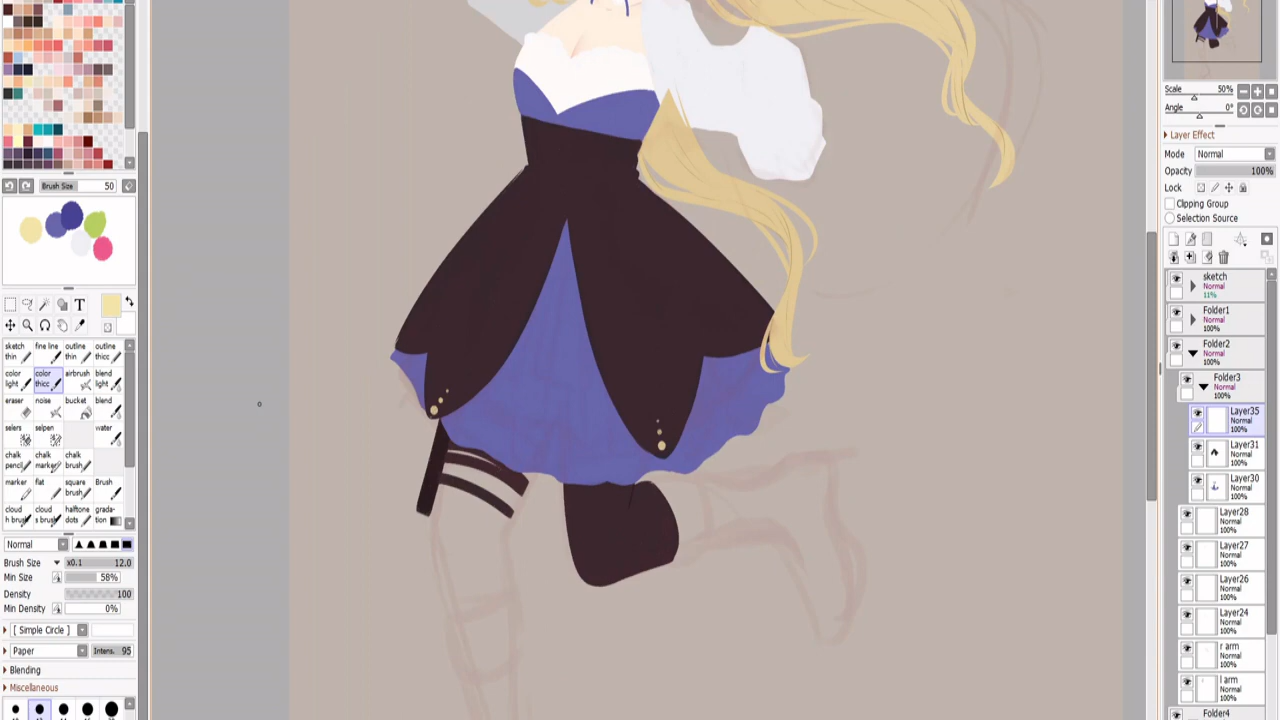 Brush Size 50
T
sketch thin
fine line
outline thin
outline thicc
color light
color thicc
airbrush
blend light
eraser
noise
bucket
blend
selers
selpen
water
chalk pencil
chalk marker
chalk brush
marker
flat
square brush
Brush
cloud h brush
cloud s brush
halftone dots
grada-tion
Normal
Brush Size x0.1 12.0
Min Size 58%
Density 100
Min Density 0%
[ Simple Circle ]
Paper Intens. 95
Blending
Miscellaneous
Scale 50%
Angle 0°
Layer Effect
Mode Normal
Opacity 100%
Lock
Clipping Group
Selection Source
sketch
Normal
11%
Folder1
Normal
100%
Folder2
Normal
100%
Folder3
Normal
100%
Layer35
Normal
100%
Layer31
Normal
100%
Layer30
Normal
100%
Layer28
Normal
100%
Layer27
Normal
100%
Layer26
Normal
100%
Layer24
Normal
100%
r arm
Normal
100%
l arm
Normal
100%
Folder4